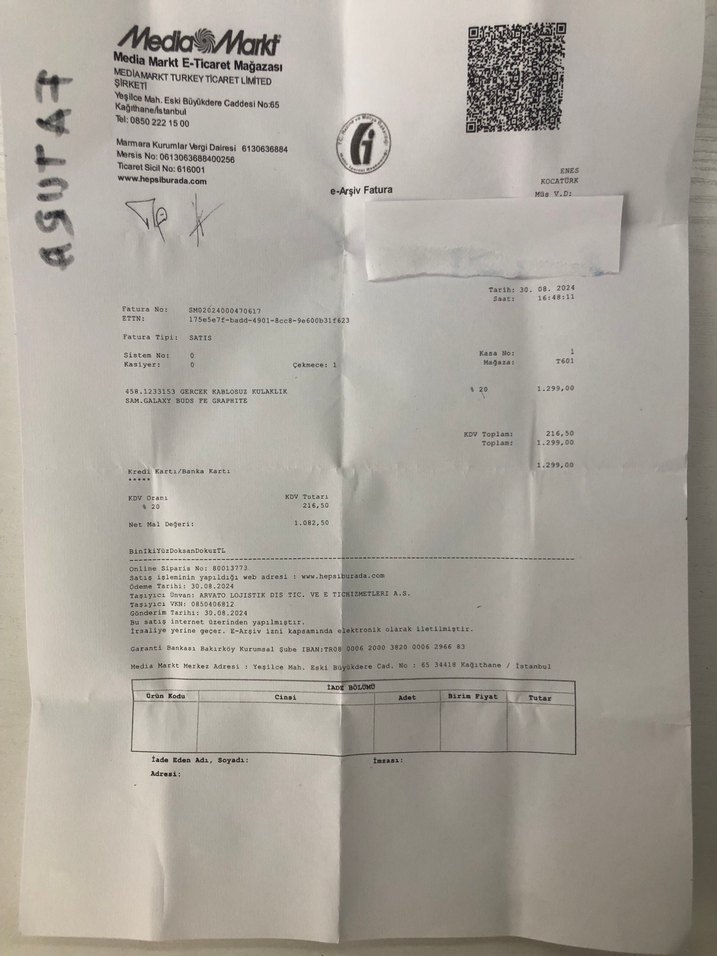 A9UTA7
Media Markt
Media Markt E-Ticaret Mağazası
MEDİAMARKT TURKEY TİCARET LIMITED
ŞİRKETİ
Yeşilce Mah. Eski Büyükdere Caddesi No:65
Kağıthane/İstanbul
Tel: 0850 222 15 00
Marmara Kurumlar Vergi Dairesi 6130636884
Mersis No: 0613063688400256
Ticaret Sicil No: 616001
www.hepsiburada.com
e-Arşiv Fatura
ENES
KOCATÜRK
Müş V.D:
Tarih: 30. 08. 2024
Saat: 16:48:11
Fatura No: SM02024000470617
ETTN: 175e5e7f-badd-4901-8cc8-9e600b31f623
Fatura Tipi: SATIS
Sistem No: 0
Kasiyer: 0 Çekmece: 1
Kasa No: 1
Mağaza: T601
458.1233153 GERCEK KABLOSUZ KULAKLIK % 20 1.299,00
SAM.GALAXY BUDS FE GRAPHITE
KDV Toplam: 216,50
Toplam: 1.299,00
Kredi Kartı/Banka Kartı 1.299,00
*****
KDV Oranı KDV Tutarı
% 20 216,50
Net Mal Değeri: 1.082,50
BinİkiYüzDoksanDokuzTL
Online Siparis No: 80013773
Satış işleminin yapıldığı web adresi : www.hepsiburada.com
Ödeme Tarihi: 30.08.2024
Taşıyıcı Ünvan: ARVATO LOJISTIK DIS TIC. VE E TICHIZMETLERI A.S.
Taşıyıcı VKN: 0850406812
Gönderim Tarihi: 30.08.2024
Bu satış internet üzerinden yapılmıştır.
İrsaliye yerine geçer. E-Arşiv izni kapsamında elektronik olarak iletilmiştir.
Garanti Bankası Bakırköy Kurumsal Şube IBAN:TR08 0006 2000 3820 0006 2966 83
Media Markt Merkez Adresi : Yeşilce Mah. Eski Büyükdere Cad. No : 65 34418 Kağıthane / İstanbul
İADE BÖLÜMÜ
Ürün Kodu Cinsi Adet Birim Fiyat Tutar
İade Eden Adı, Soyadı: İmzası:
Adresi: